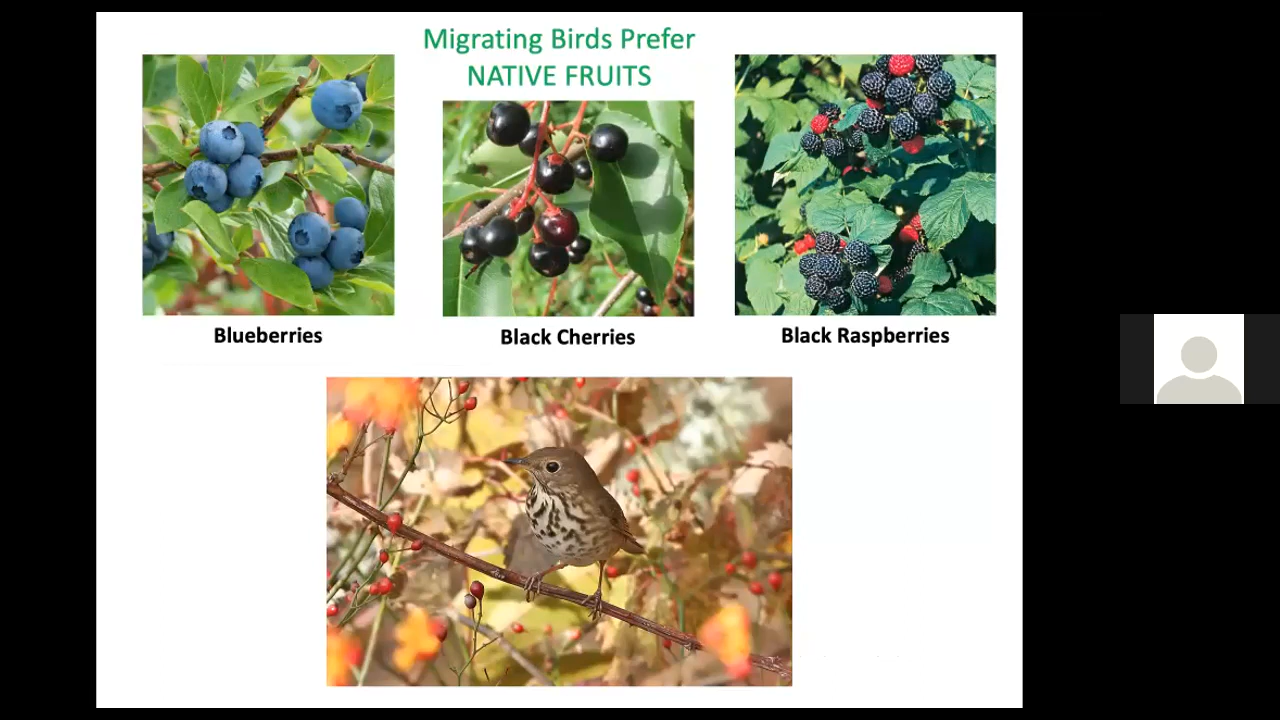 Migrating Birds Prefer
NATIVE FRUITS
Blueberries
Black Cherries
Black Raspberries